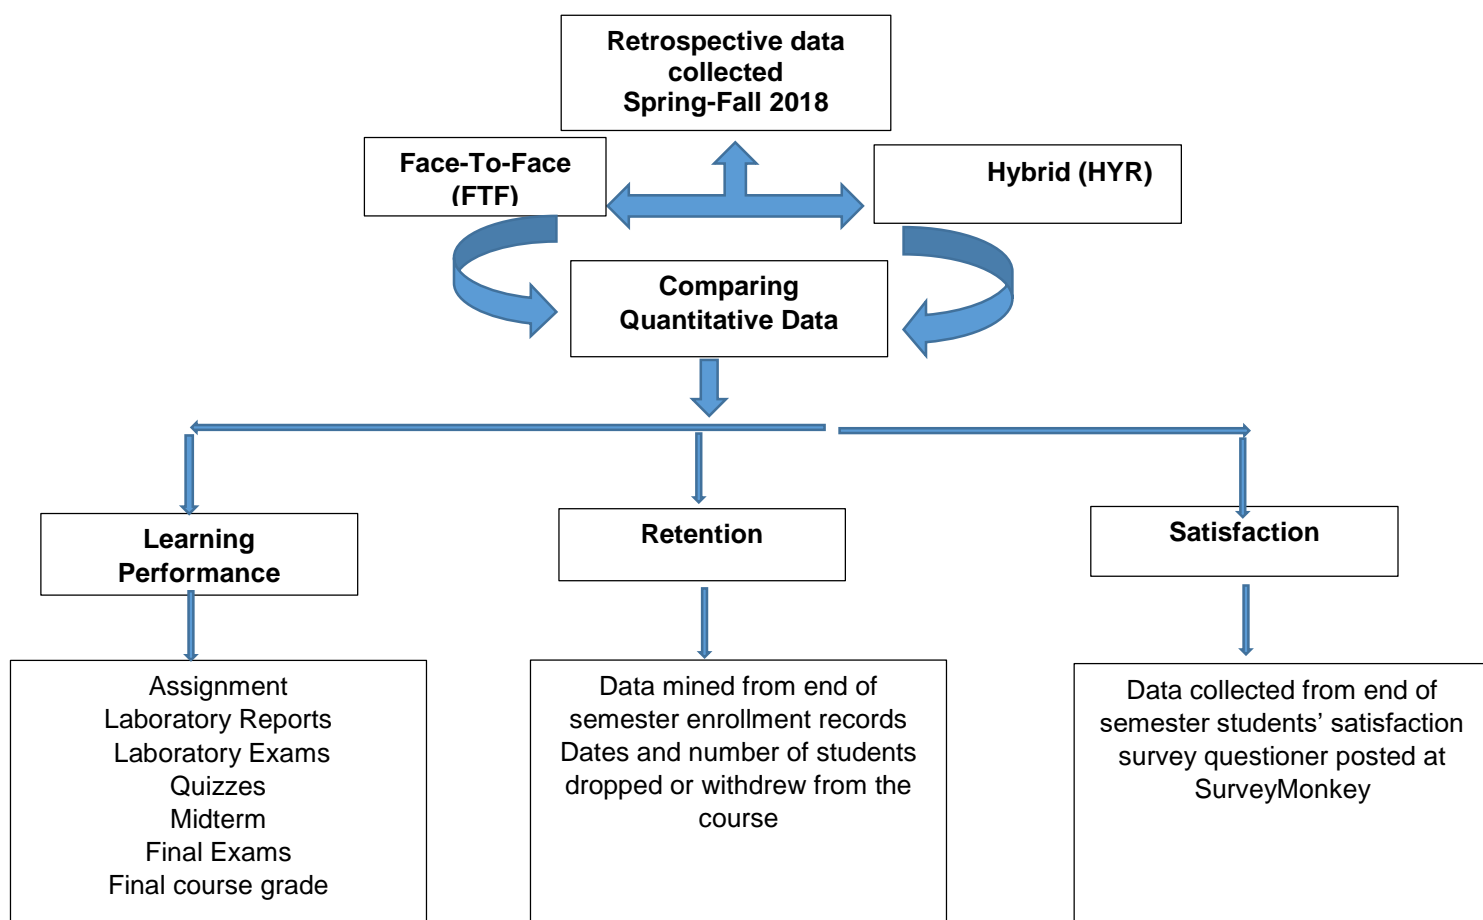 Retrospective data
collected
Spring-Fall 2018
Face-To-Face
(FTF)
Hybrid (HYR)
Comparing
Quantitative Data
Learning
Performance
Retention
Satisfaction
Assignment
Laboratory Reports
Laboratory Exams
Quizzes
Midterm
Final Exams
Final course grade
Data mined from end of
semester enrollment records
Dates and number of students
dropped or withdrew from the
course
Data collected from end of
semester students’ satisfaction
survey questioner posted at
SurveyMonkey